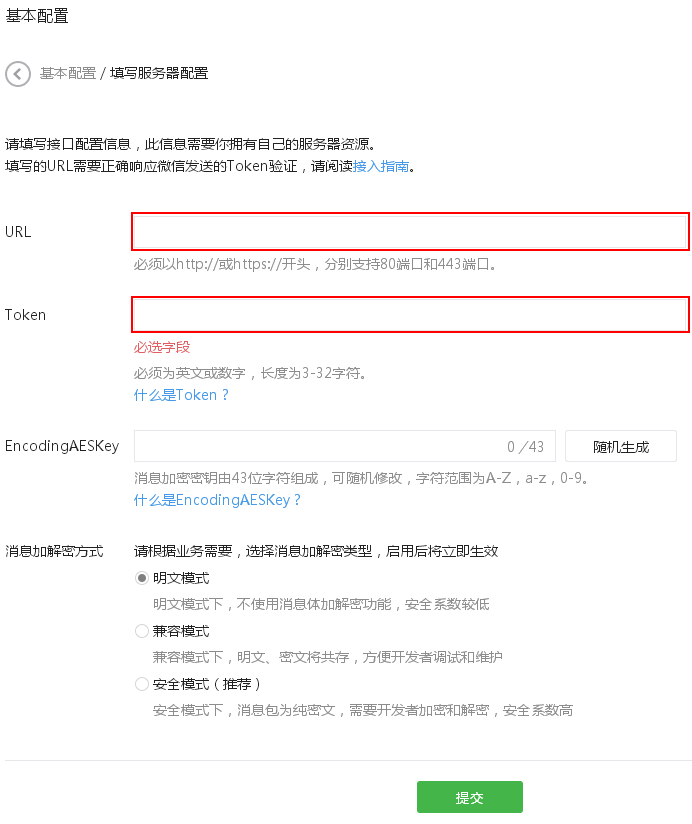 基本配置
基本配置 / 填写服务器配置
请填写接口配置信息，此信息需要你拥有自己的服务器资源。
填写的URL需要正确响应微信发送的Token验证，请阅读接入指南。
URL
必须以http://或https://开头，分别支持80端口和443端口。
Token
必选字段
必须为英文或数字，长度为3-32字符。
什么是Token？
EncodingAESKey 0 /43 随机生成
消息加密密钥由43位字符组成，可随机修改，字符范围为A-Z，a-z，0-9。
什么是EncodingAESKey？
消息加解密方式 请根据业务需要，选择消息加解密类型，启用后将立即生效
明文模式
明文模式下，不使用消息体加解密功能，安全系数较低
兼容模式
兼容模式下，明文、密文将共存，方便开发者调试和维护
安全模式（推荐）
安全模式下，消息包为纯密文，需要开发者加密和解密，安全系数高
提交